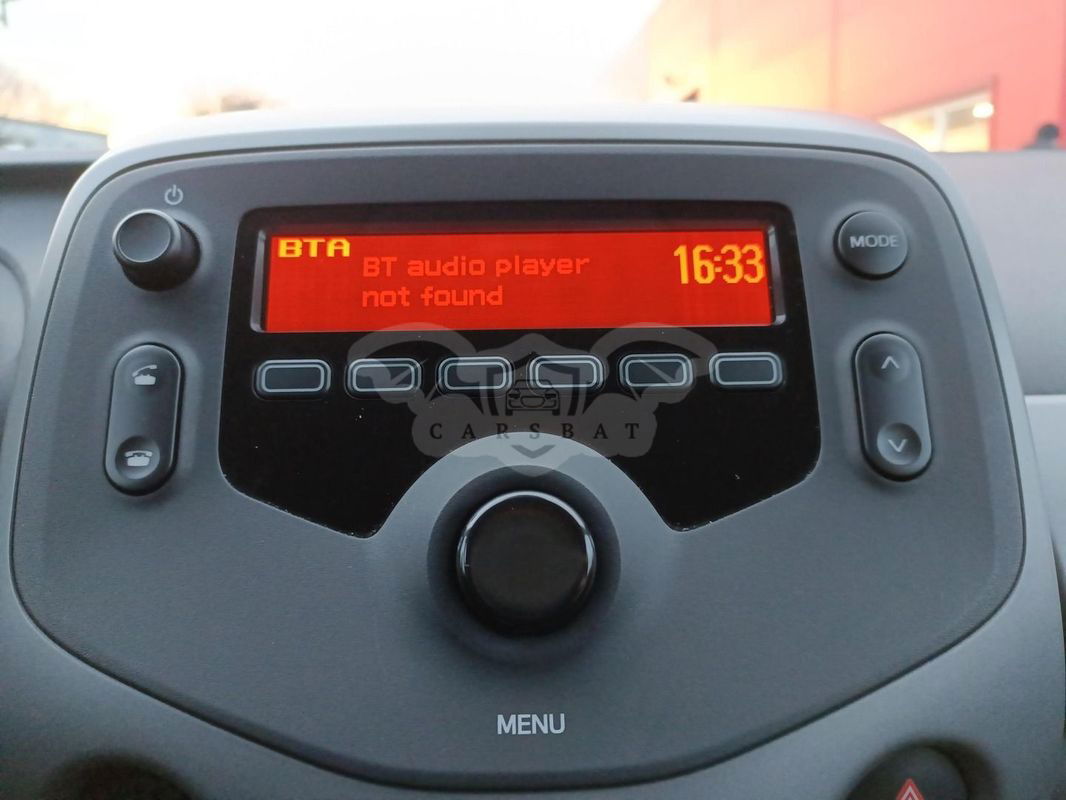 BTA
BT audio player
not found
16:33
MODE
CARSBAT
MENU